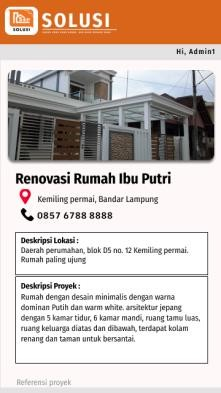 SOLUSI
SOLUSI
Hi, Admin1
Renovasi Rumah Ibu Putri
Kemiling permai, Bandar Lampung
0857 6788 8888
Deskripsi Lokasi :
Daerah perumahan, blok D5 no. 12 Kemiling permai.
Rumah paling ujung
Deskripsi Proyek :
Rumah dengan desain minimalis dengan warna
dominan Putih dan warm white. arsitektur jepang
dengan 5 kamar tidur, 6 kamar mandi, ruang tamu luas,
ruang keluarga diatas dan dibawah, terdapat kolam
renang dan taman untuk bersantai.
Referensi proyek